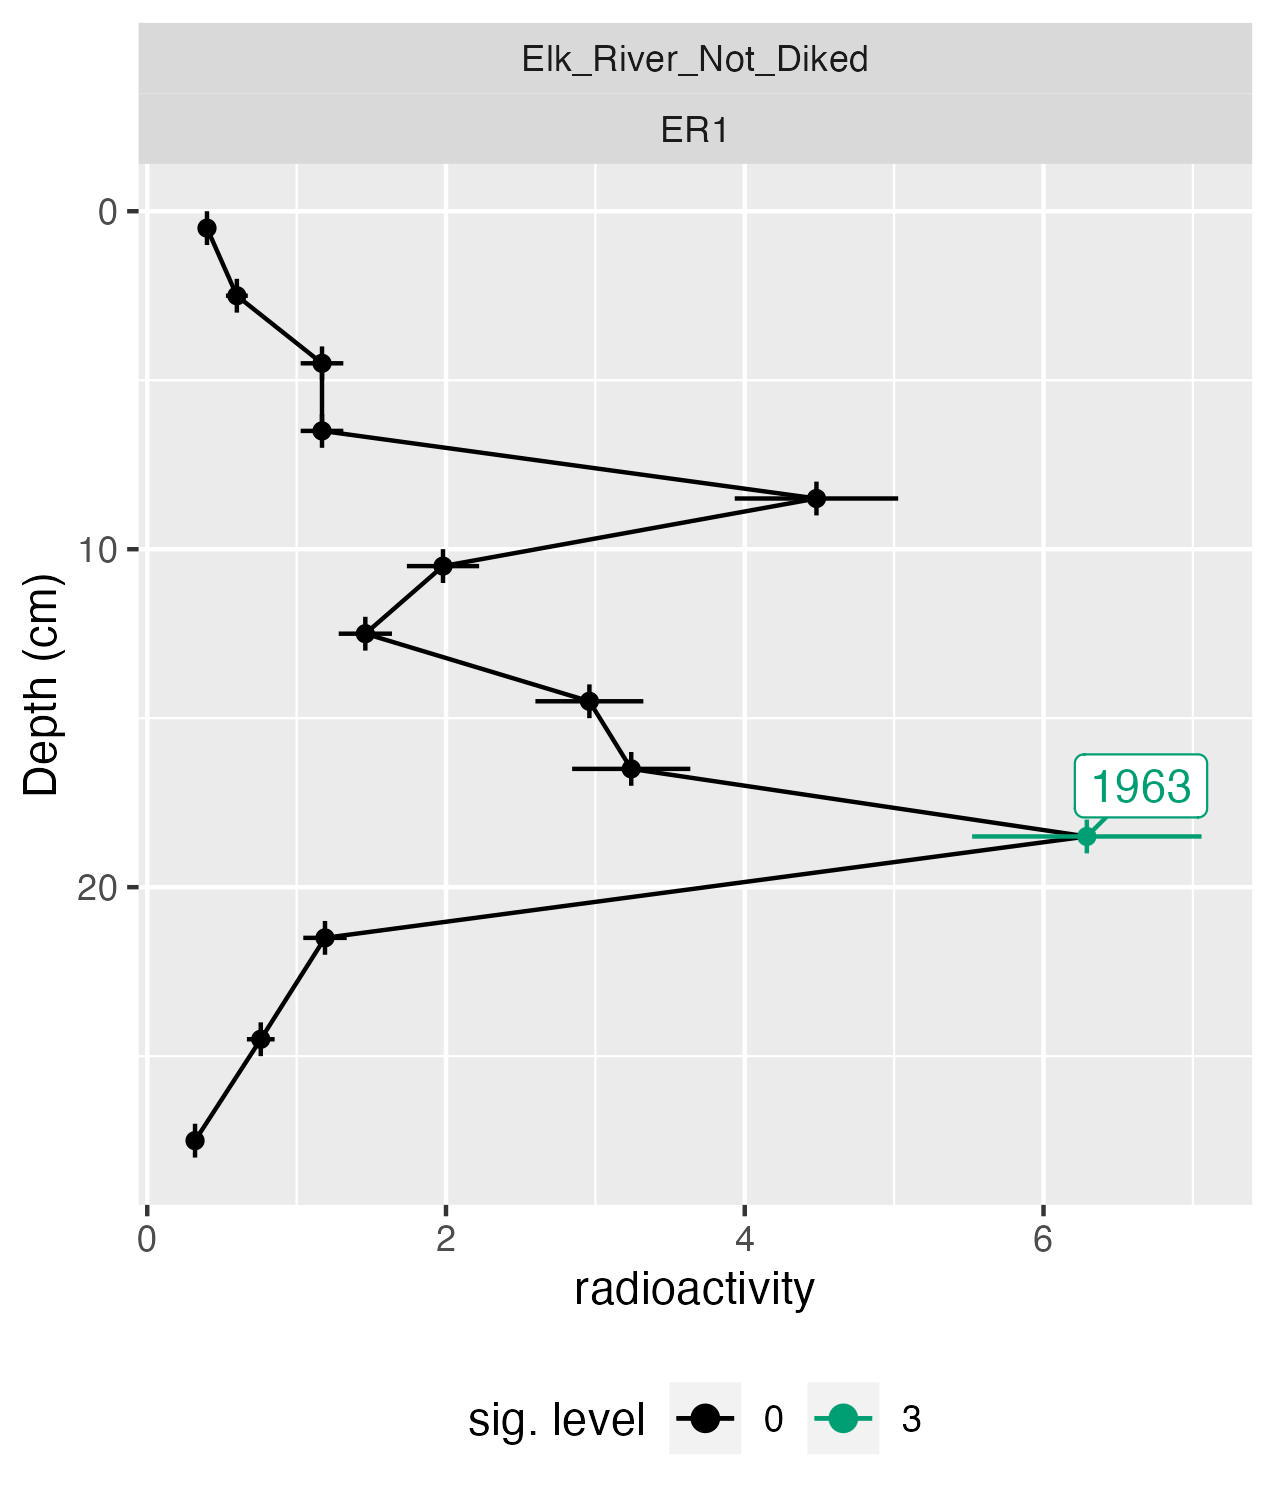 Elk_River_Not_Diked
ER1
0
10
20
Depth (cm)
1963
0 2 4 6
radioactivity
sig. level 0 3